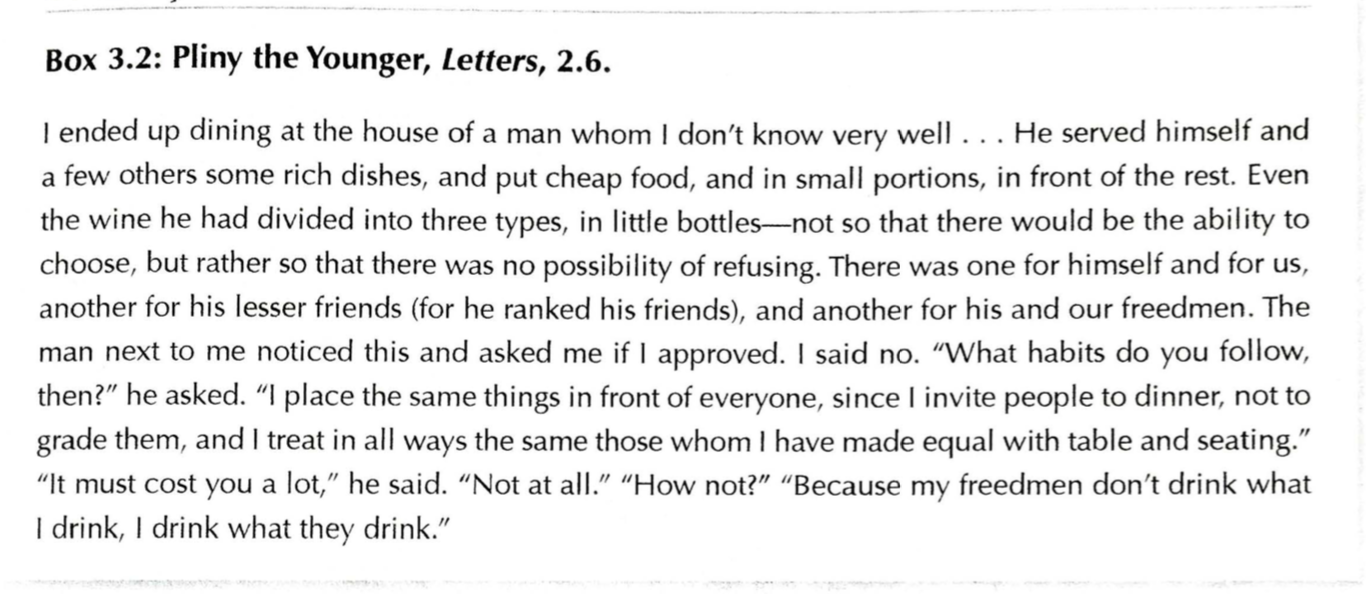 Box 3.2: Pliny the Younger, Letters, 2.6.
I ended up dining at the house of a man whom I don’t know very well . . . He served himself and
a few others some rich dishes, and put cheap food, and in small portions, in front of the rest. Even
the wine he had divided into three types, in little bottles—not so that there would be the ability to
choose, but rather so that there was no possibility of refusing. There was one for himself and for us,
another for his lesser friends (for he ranked his friends), and another for his and our freedmen. The
man next to me noticed this and asked me if I approved. I said no. “What habits do you follow,
then?” he asked. “I place the same things in front of everyone, since I invite people to dinner, not to
grade them, and I treat in all ways the same those whom I have made equal with table and seating.”
“It must cost you a lot,” he said. “Not at all.” “How not?” “Because my freedmen don’t drink what
I drink, I drink what they drink.”